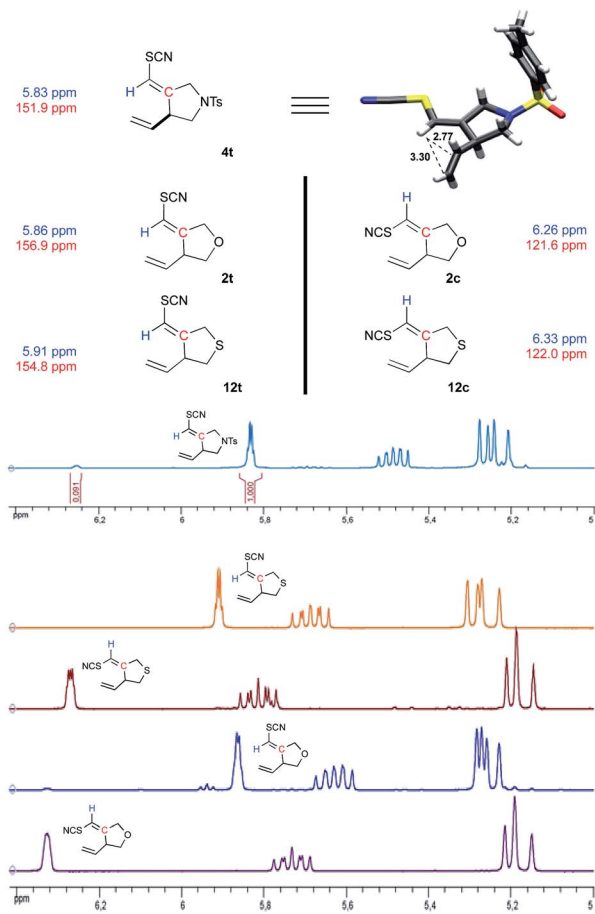 SCN
5.83 ppm
151.9 ppm
H
C
NTs
4t
2.77
3.30
SCN
5.86 ppm
156.9 ppm
H
C
O
2t
H
NCS
C
O
2c
6.26 ppm
121.6 ppm
SCN
5.91 ppm
154.8 ppm
H
C
S
12t
H
NCS
C
S
12c
6.33 ppm
122.0 ppm
SCN
H
C
NTs
0.091
1.000
ppm
6,2
6
5,8
5,6
5,4
5,2
5
SCN
H
C
S
H
NCS
C
S
SCN
H
C
O
H
NCS
C
O
ppm
6,2
6
5,8
5,6
5,4
5,2
5